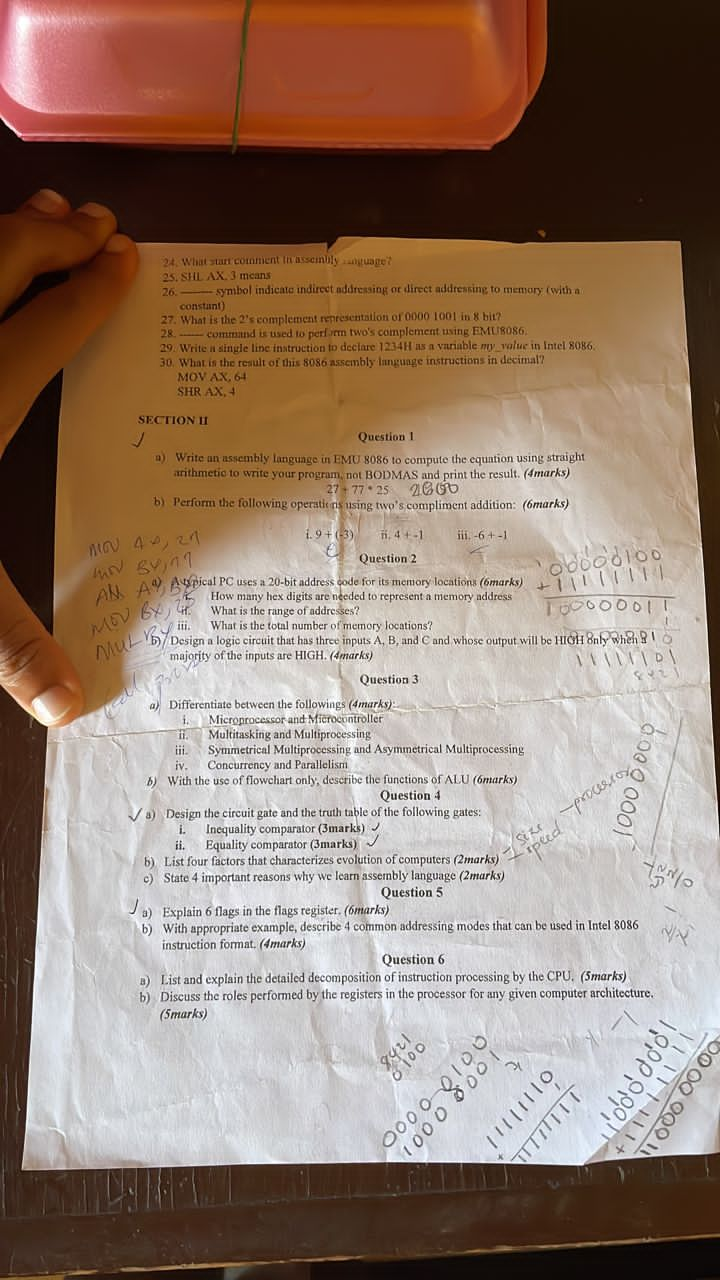 24. What start comment in assembly language?
25. SHL AX, 3 means
26. ------- symbol indicate indirect addressing or direct addressing to memory (with a
constant)
27. What is the 2's complement representation of 0000 1001 in 8 bit?
28. ----- command is used to perform two's complement using EMU8086.
29. Write a single line instruction to declare 1234H as a variable my_value in Intel 8086.
30. What is the result of this 8086 assembly language instructions in decimal?
MOV AX, 64
SHR AX, 4
SECTION II
Question 1
a) Write an assembly language in EMU 8086 to compute the equation using straight
arithmetic to write your program, not BODMAS and print the result. (4marks)
27 + 77 * 25 2600
b) Perform the following operations using two's compliment addition: (6marks)
i. 9 + (-3) ii. 4 + -1 iii. -6 + -1
Question 2
a) A typical PC uses a 20-bit address code for its memory locations (6marks)
How many hex digits are needed to represent a memory address
ii. What is the range of addresses?
iii. What is the total number of memory locations?
b) Design a logic circuit that has three inputs A, B, and C and whose output will be HIGH only when a
majority of the inputs are HIGH. (4marks)
Question 3
a) Differentiate between the followings (4marks):
i. Microprocessor and Microcontroller
ii. Multitasking and Multiprocessing
iii. Symmetrical Multiprocessing and Asymmetrical Multiprocessing
iv. Concurrency and Parallelism
b) With the use of flowchart only, describe the functions of ALU (6marks)
Question 4
a) Design the circuit gate and the truth table of the following gates:
i. Inequality comparator (3marks)
ii. Equality comparator (3marks)
b) List four factors that characterizes evolution of computers (2marks)
c) State 4 important reasons why we learn assembly language (2marks)
Question 5
a) Explain 6 flags in the flags register. (6marks)
b) With appropriate example, describe 4 common addressing modes that can be used in Intel 8086
instruction format. (4marks)
Question 6
a) List and explain the detailed decomposition of instruction processing by the CPU. (5marks)
b) Discuss the roles performed by the registers in the processor for any given computer architecture.
(5marks)
MOV AX, 27
MOV BX, 77
MUL BX
00000100
+11111111
100000011
11111101
8421
size - processor
speed
10000000
8421
0100
0000 0100
11111110
+
11111111